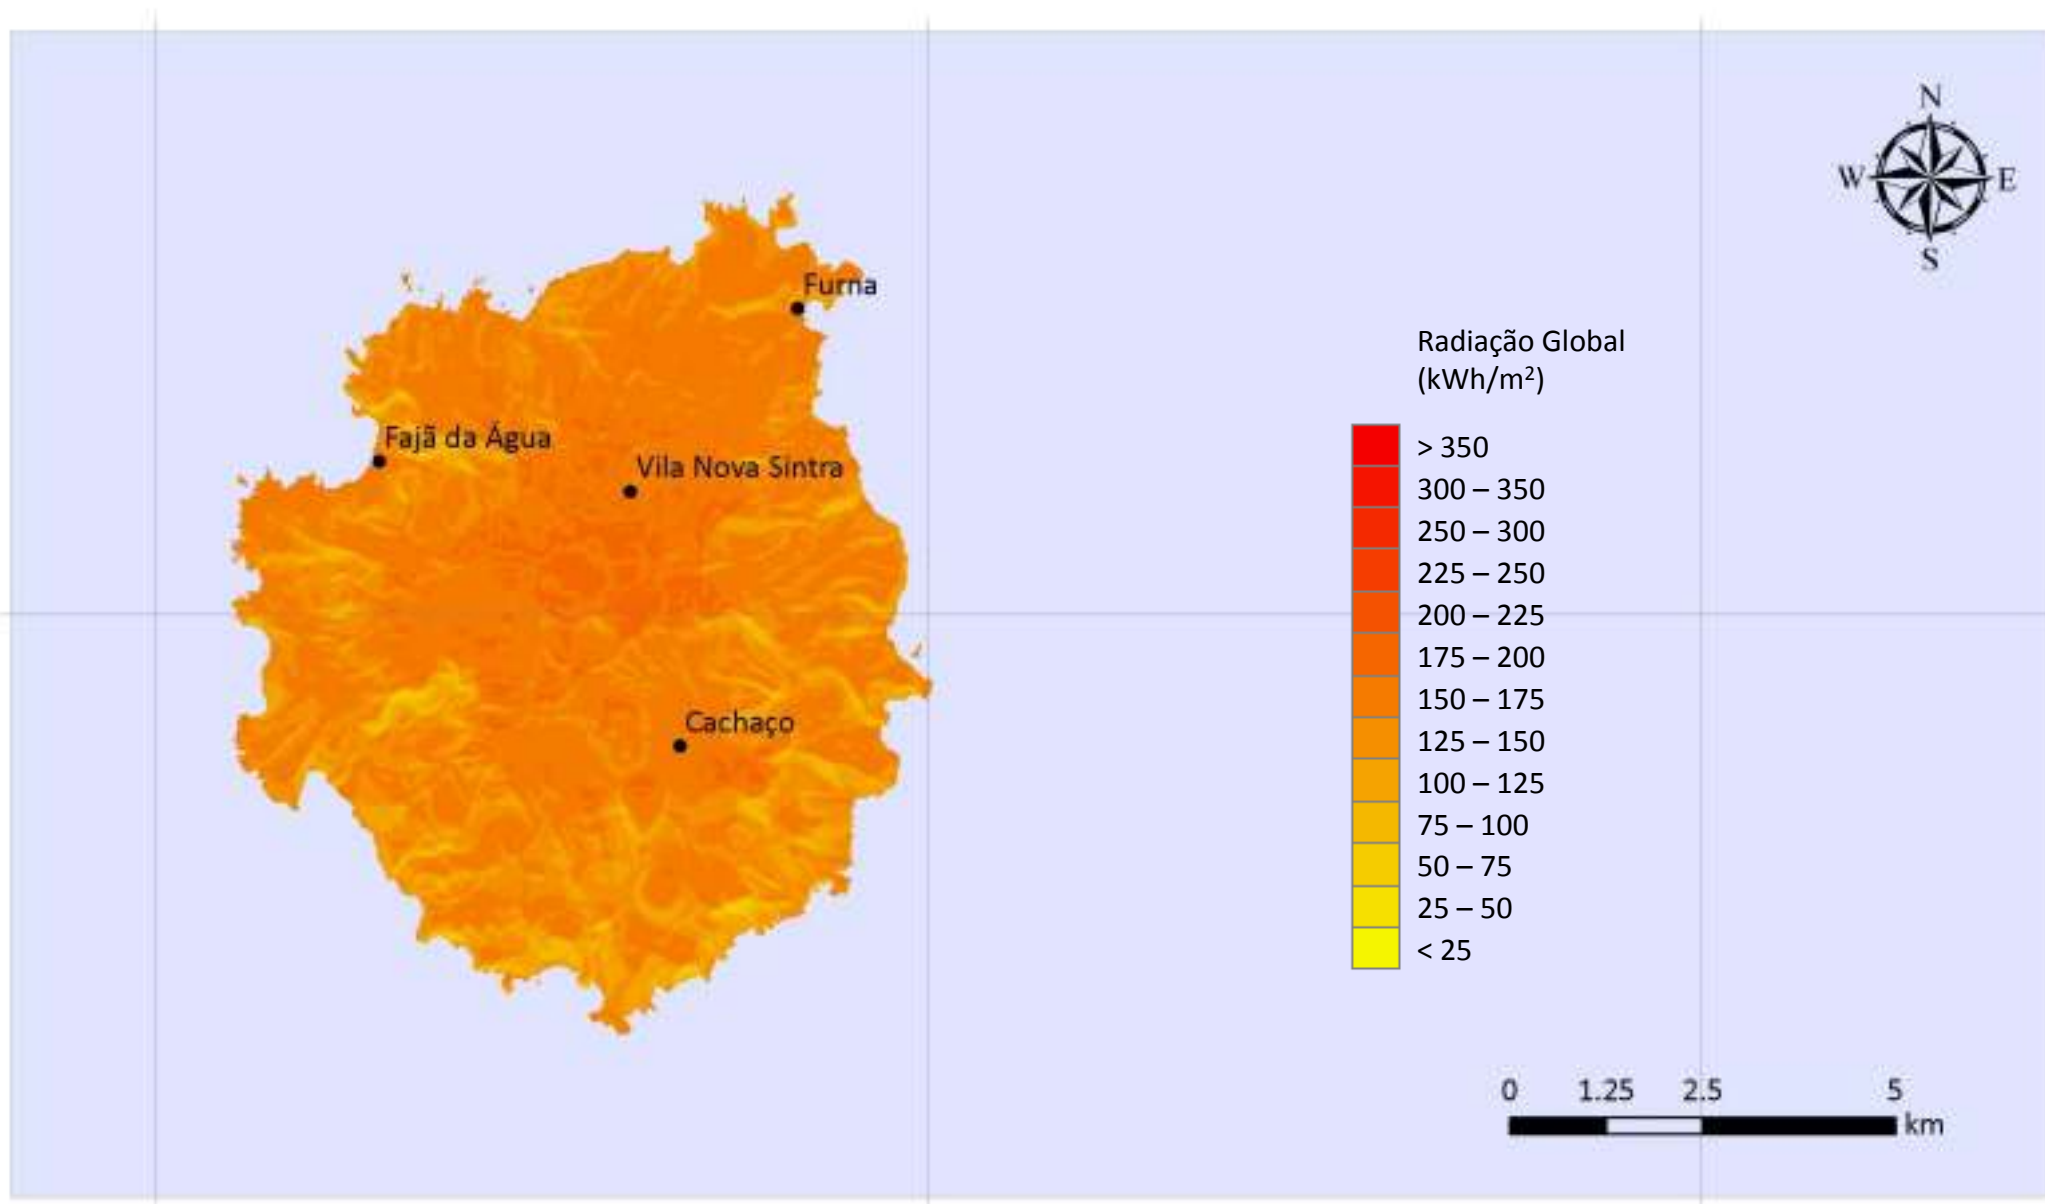 N
W E
S
Furna
Fajã da Água
Vila Nova Sintra
Cachaço
Radiação Global
(kWh/m²)
> 350
300 – 350
250 – 300
225 – 250
200 – 225
175 – 200
150 – 175
125 – 150
100 – 125
75 – 100
50 – 75
25 – 50
< 25
0 1.25 2.5 5
km